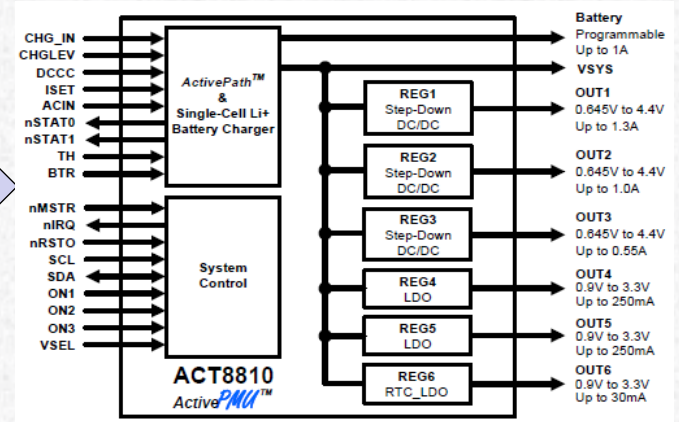 CHG_IN
CHGLEV
DCCC
ISET
ACIN
nSTAT0
nSTAT1
TH
BTR
nMSTR
nIRQ
nRSTO
SCL
SDA
ON1
ON2
ON3
VSEL
ActivePath™
&
Single-Cell Li+
Battery Charger
System
Control
ACT8810
ActivePMU™
REG1
Step-Down
DC/DC
REG2
Step-Down
DC/DC
REG3
Step-Down
DC/DC
REG4
LDO
REG5
LDO
REG6
RTC_LDO
Battery
Programmable
Up to 1A
VSYS
OUT1
0.645V to 4.4V
Up to 1.3A
OUT2
0.645V to 4.4V
Up to 1.0A
OUT3
0.645V to 4.4V
Up to 0.55A
OUT4
0.9V to 3.3V
Up to 250mA
OUT5
0.9V to 3.3V
Up to 250mA
OUT6
0.9V to 3.3V
Up to 30mA